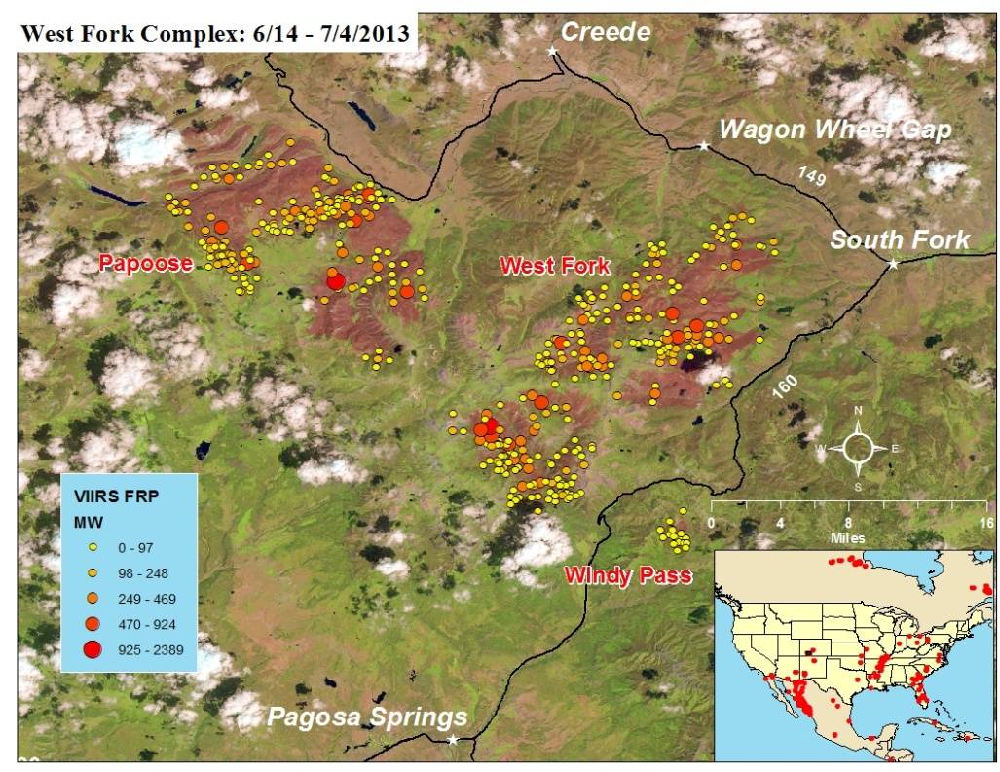 West Fork Complex: 6/14 - 7/4/2013
Creede
Wagon Wheel Gap
149
South Fork
Papoose
West Fork
160
N
W E
S
VIIRS FRP
MW
0 - 97
98 - 248
249 - 469
470 - 924
925 - 2389
0 4 8 16
Miles
Windy Pass
Pagosa Springs